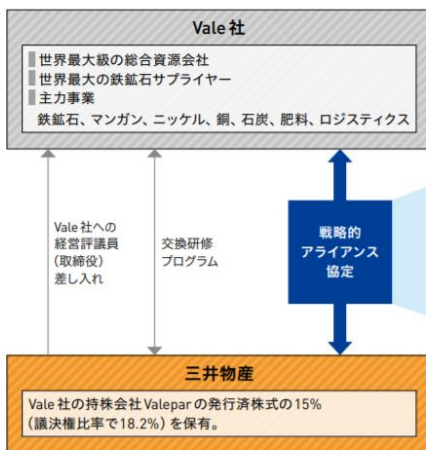 Vale社
世界最大級の総合資源会社
世界最大の鉄鉱石サプライヤー
主力事業
鉄鉱石、マンガン、ニッケル、銅、石炭、肥料、ロジスティクス
Vale社への
経営評議員
(取締役)
差し入れ
交換研修
プログラム
戦略的
アライアンス
協定
三井物産
Vale社の持株会社Valeparの発行済株式の15%
(議決権比率で18.2%)を保有。